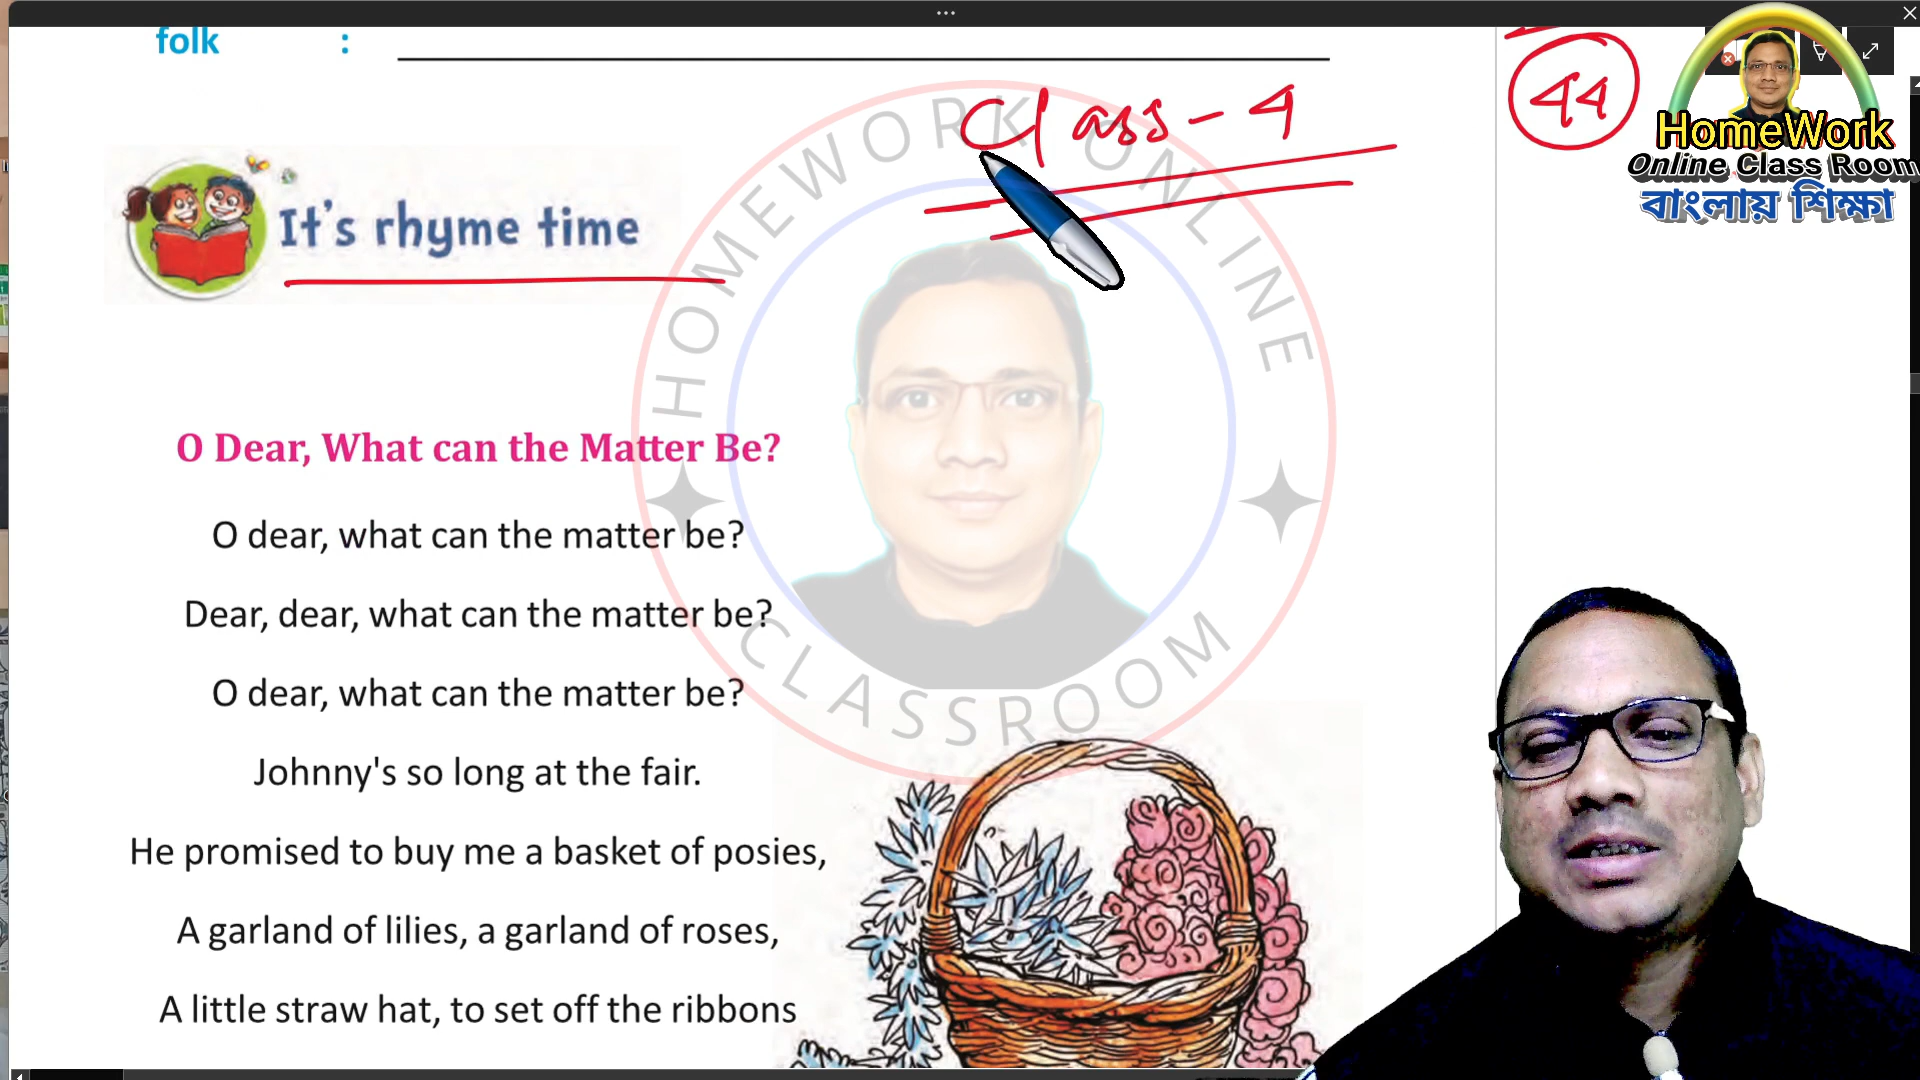 folk :
Class - 4
44
HomeWork
Online Class Room
বাংলায় শিক্ষা
It's rhyme time
HOMEWORK ONLINE
CLASSROOM
O Dear, What can the Matter Be?
O dear, what can the matter be?
Dear, dear, what can the matter be?
O dear, what can the matter be?
Johnny's so long at the fair.
He promised to buy me a basket of posies,
A garland of lilies, a garland of roses,
A little straw hat, to set off the ribbons